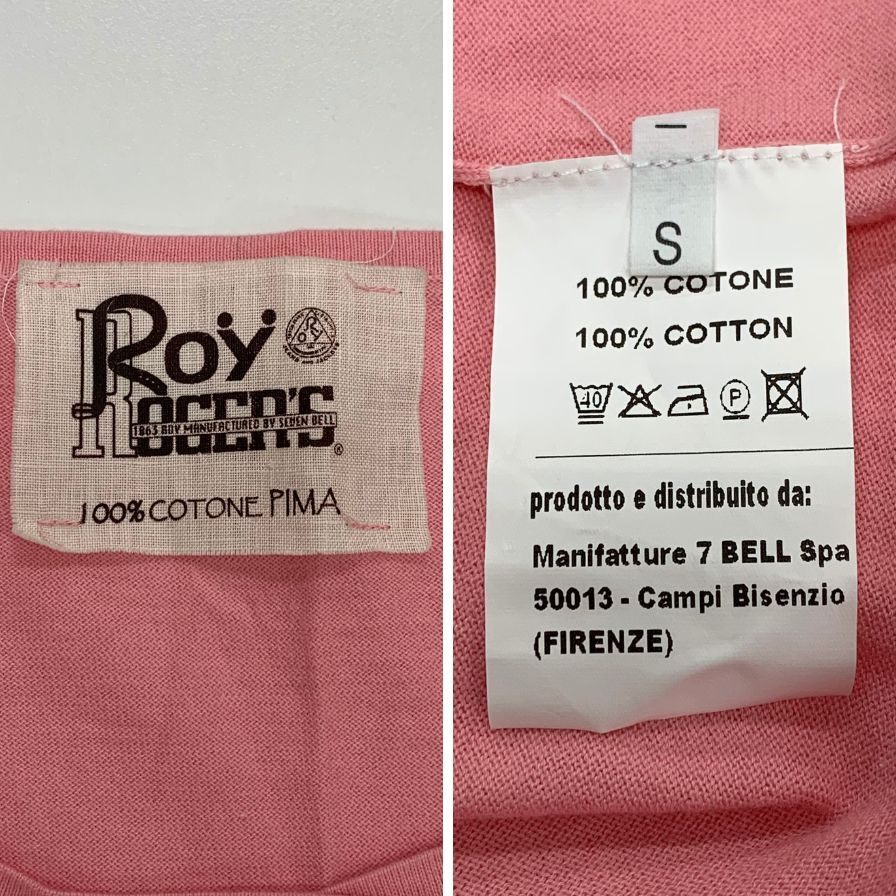 Roy
ROGER'S
1863 ROY MANUFACTURED BY SEVEN BELL
®
100% COTONE PIMA
S
100% COTONE
100% COTTON
40
P
prodotto e distribuito da:
Manifatture 7 BELL Spa
50013 - Campi Bisenzio
(FIRENZE)